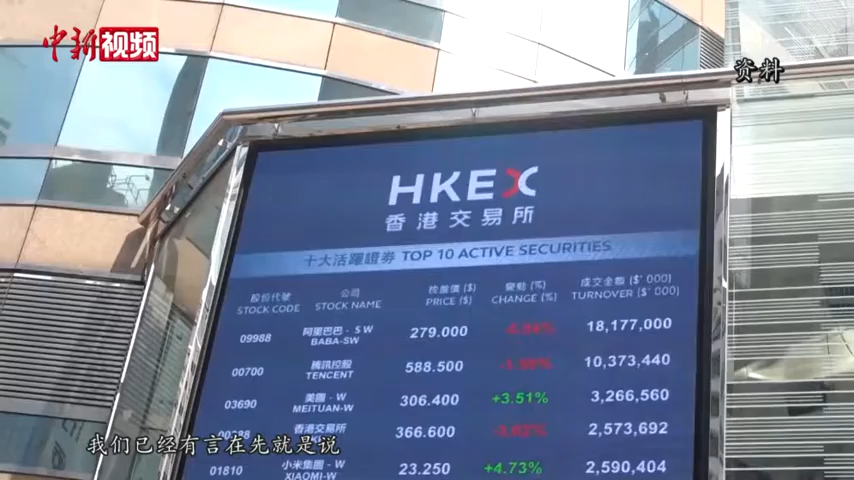 中新视频
资料
HKEX
香港交易所
十大活躍證券 TOP 10 ACTIVE SECURITIES
股份代號 公司 按盤價 ($) 變動 (%) 成交金額 ($' 000)
STOCK CODE STOCK NAME PRICE ($) CHANGE (%) TURNOVER ($' 000)
09988 阿里巴巴 - S W 279.000 18,177,000
BABA-SW
00700 騰訊控股 588.500 10,373,440
TENCENT
03690 美團 - W 306.400 +3.51% 3,266,560
MEITUAN-W
香港交易所 366.600 2,573,692
01810 小米集團 - W 23.250 +4.73% 2,590,404
XIAOMI-W
我们已经有言在先就是说